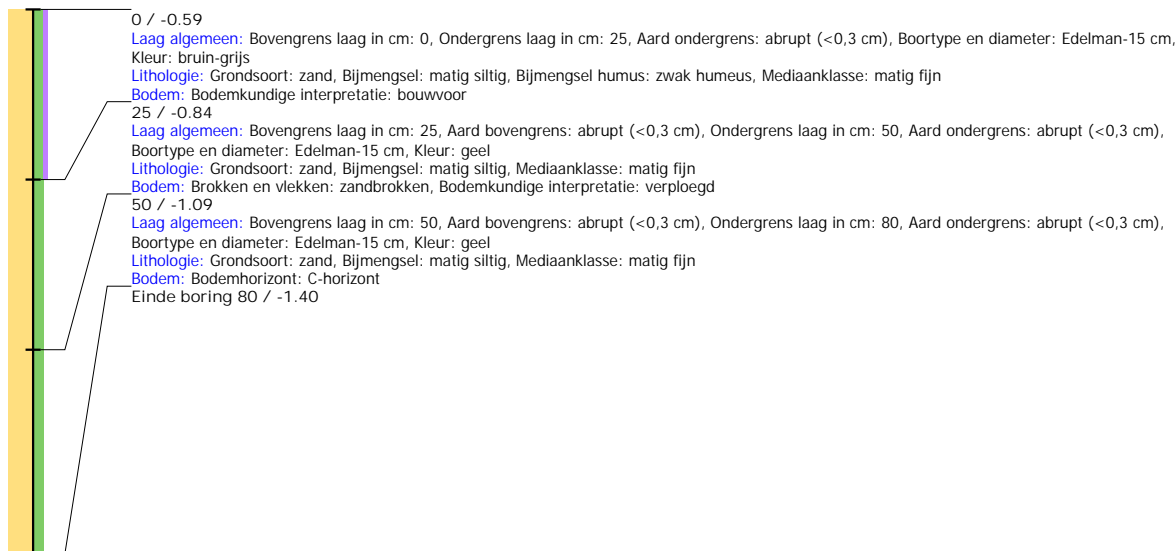 0 / -0.59
Laag algemeen: Bovengrens laag in cm: 0, Ondergrens laag in cm: 25, Aard ondergrens: abrupt (<0,3 cm), Boortype en diameter: Edelman-15 cm,
Kleur: bruin-grijs
Lithologie: Grondsoort: zand, Bijmengsel: matig siltig, Bijmengsel humus: zwak humeus, Mediaanklasse: matig fijn
Bodem: Bodemkundige interpretatie: bouwvoor
25 / -0.84
Laag algemeen: Bovengrens laag in cm: 25, Aard bovengrens: abrupt (<0,3 cm), Ondergrens laag in cm: 50, Aard ondergrens: abrupt (<0,3 cm),
Boortype en diameter: Edelman-15 cm, Kleur: geel
Lithologie: Grondsoort: zand, Bijmengsel: matig siltig, Mediaanklasse: matig fijn
Bodem: Brokken en vlekken: zandbrokken, Bodemkundige interpretatie: verploegd
50 / -1.09
Laag algemeen: Bovengrens laag in cm: 50, Aard bovengrens: abrupt (<0,3 cm), Ondergrens laag in cm: 80, Aard ondergrens: abrupt (<0,3 cm),
Boortype en diameter: Edelman-15 cm, Kleur: geel
Lithologie: Grondsoort: zand, Bijmengsel: matig siltig, Mediaanklasse: matig fijn
Bodem: Bodemhorizont: C-horizont
Einde boring 80 / -1.40